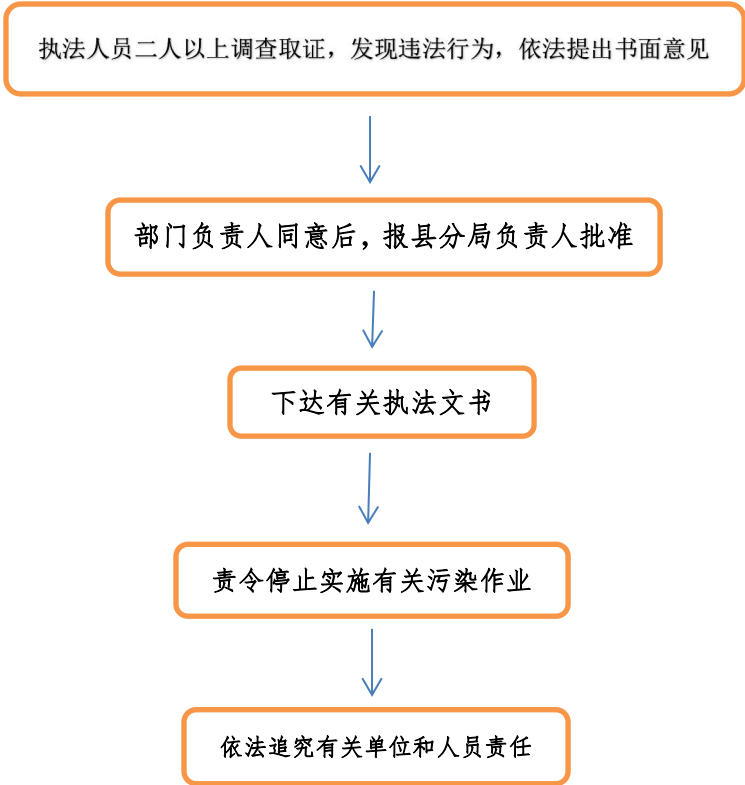 执法人员二人以上调查取证，发现违法行为，依法提出书面意见
部门负责人同意后，报县分局负责人批准
下达有关执法文书
责令停止实施有关污染作业
依法追究有关单位和人员责任